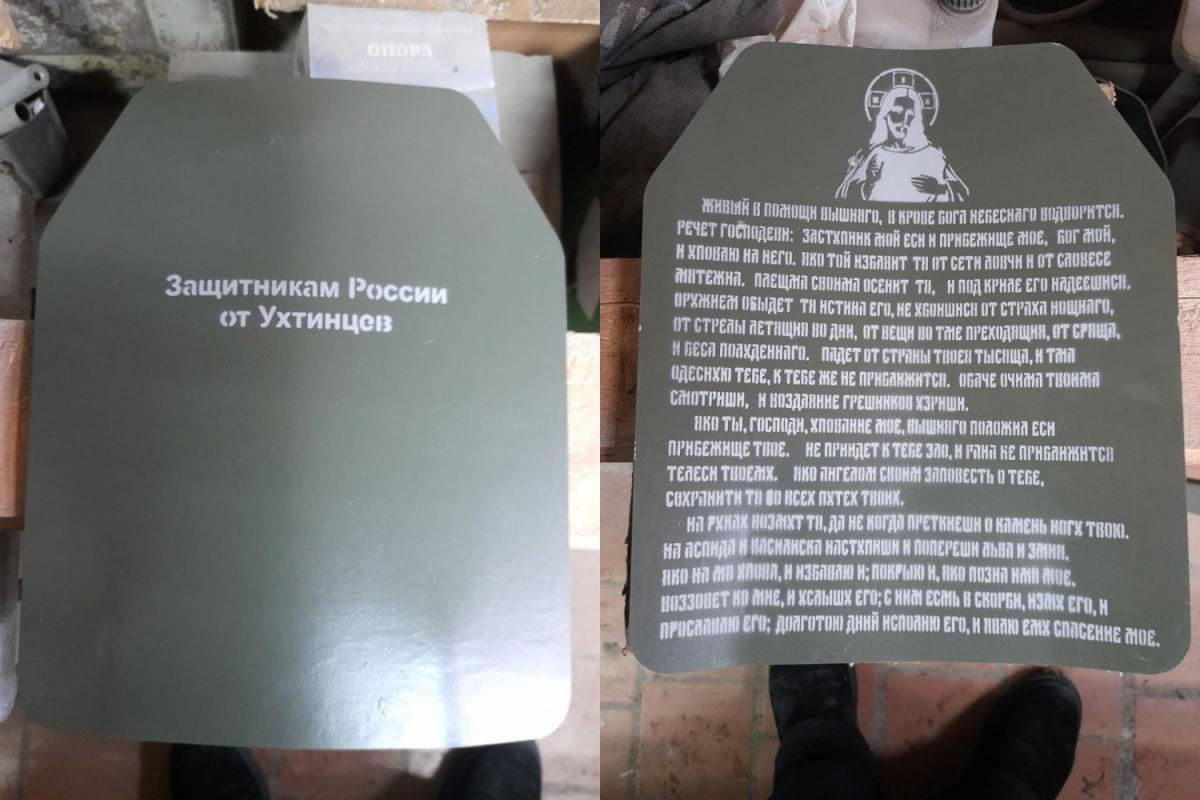 ОПОРА
Защитникам России
от Ухтинцев
ЖИВЫЙ В ПОМОЩИ ВЫШНЯГО, В КРОВЕ БОГА НЕБЕСНАГО ВОДВОРИТСЯ.
РЕЧЕТ ГОСПОДЕВИ: ЗАСТУПНИК МОЙ ЕСИ И ПРИБЕЖИЩЕ МОЕ, БОГ МОЙ,
И УПОВАЮ НА НЕГО. ЯКО ТОЙ ИЗБАВИТ ТЯ ОТ СЕТИ ЛОВЧИ И ОТ СЛОВЕСЕ
МЯТЕЖНА. ПЛЕЩМА СВОИМА ОСЕНИТ ТЯ, И ПОД КРИЛЕ ЕГО НАДЕЕШИСЯ.
ОРУЖИЕМ ОБЫДЕТ ТЯ ИСТИНА ЕГО, НЕ УБОИШИСЯ ОТ СТРАХА НОЩНАГО,
ОТ СТРЕЛЫ ЛЕТЯЩИЯ ВО ДНИ, ОТ ВЕЩИ ВО ТМЕ ПРЕХОДЯЩИЯ, ОТ СРЯЩА,
И БЕСА ПОЛУДЕННАГО. ПАДЕТ ОТ СТРАНЫ ТВОЕЯ ТЫСЯЩА, И ТМА
ОДЕСНУЮ ТЕБЕ, К ТЕБЕ ЖЕ НЕ ПРИБЛИЖИТСЯ. ОБАЧЕ ОЧИМА ТВОИМА
СМОТРИШИ, И ВОЗДАЯНИЕ ГРЕШНИКОВ УЗРИШИ.
ЯКО ТЫ, ГОСПОДИ, УПОВАНИЕ МОЕ, ВЫШНЯГО ПОЛОЖИЛ ЕСИ
ПРИБЕЖИЩЕ ТВОЕ. НЕ ПРИИДЕТ К ТЕБЕ ЗЛО, И РАНА НЕ ПРИБЛИЖИТСЯ
ТЕЛЕСИ ТВОЕМУ. ЯКО АНГЕЛОМ СВОИМ ЗАПОВЕСТЬ О ТЕБЕ,
СОХРАНИТИ ТЯ ВО ВСЕХ ПУТЕХ ТВОИХ.
НА РУКАХ ВОЗМУТ ТЯ, ДА НЕ КОГДА ПРЕТКНЕШИ О КАМЕНЬ НОГУ ТВОЮ.
НА АСПИДА И ВАСИЛИСКА НАСТУПИШИ И ПОПЕРЕШИ ЛЬВА И ЗМИЯ.
ЯКО НА МЯ УПОВА, И ИЗБАВЛЮ И; ПОКРЫЮ И, ЯКО ПОЗНА ИМЯ МОЕ.
ВОЗЗОВЕТ КО МНЕ, И УСЛЫШУ ЕГО; С НИМ ЕСМЬ В СКОРБИ, ИЗМУ ЕГО, И
ПРОСЛАВЛЮ ЕГО; ДОЛГОТОЮ ДНИЙ ИСПОЛНЮ ЕГО, И ЯВЛЮ ЕМУ СПАСЕНИЕ МОЕ.